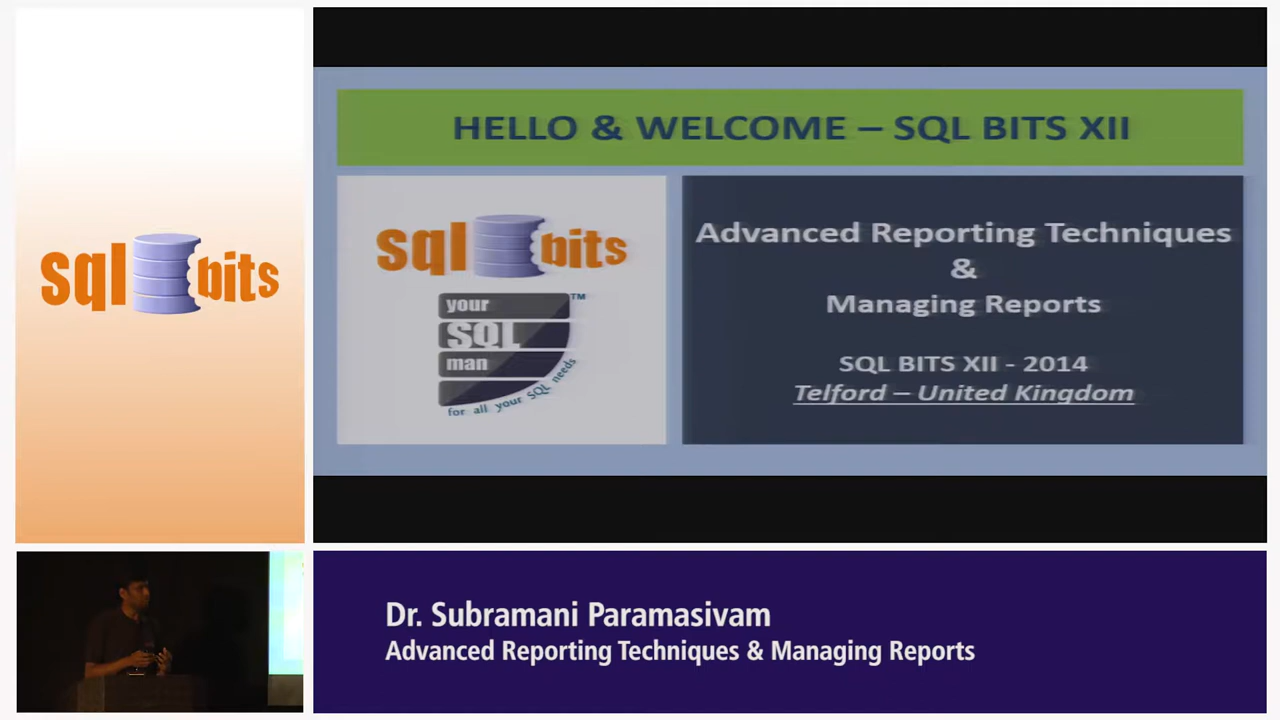 sql bits
HELLO & WELCOME – SQL BITS XII
sql bits
your
SQL
man
TM
for all your SQL needs
Advanced Reporting Techniques
&
Managing Reports
SQL BITS XII - 2014
Telford – United Kingdom
Dr. Subramani Paramasivam
Advanced Reporting Techniques & Managing Reports